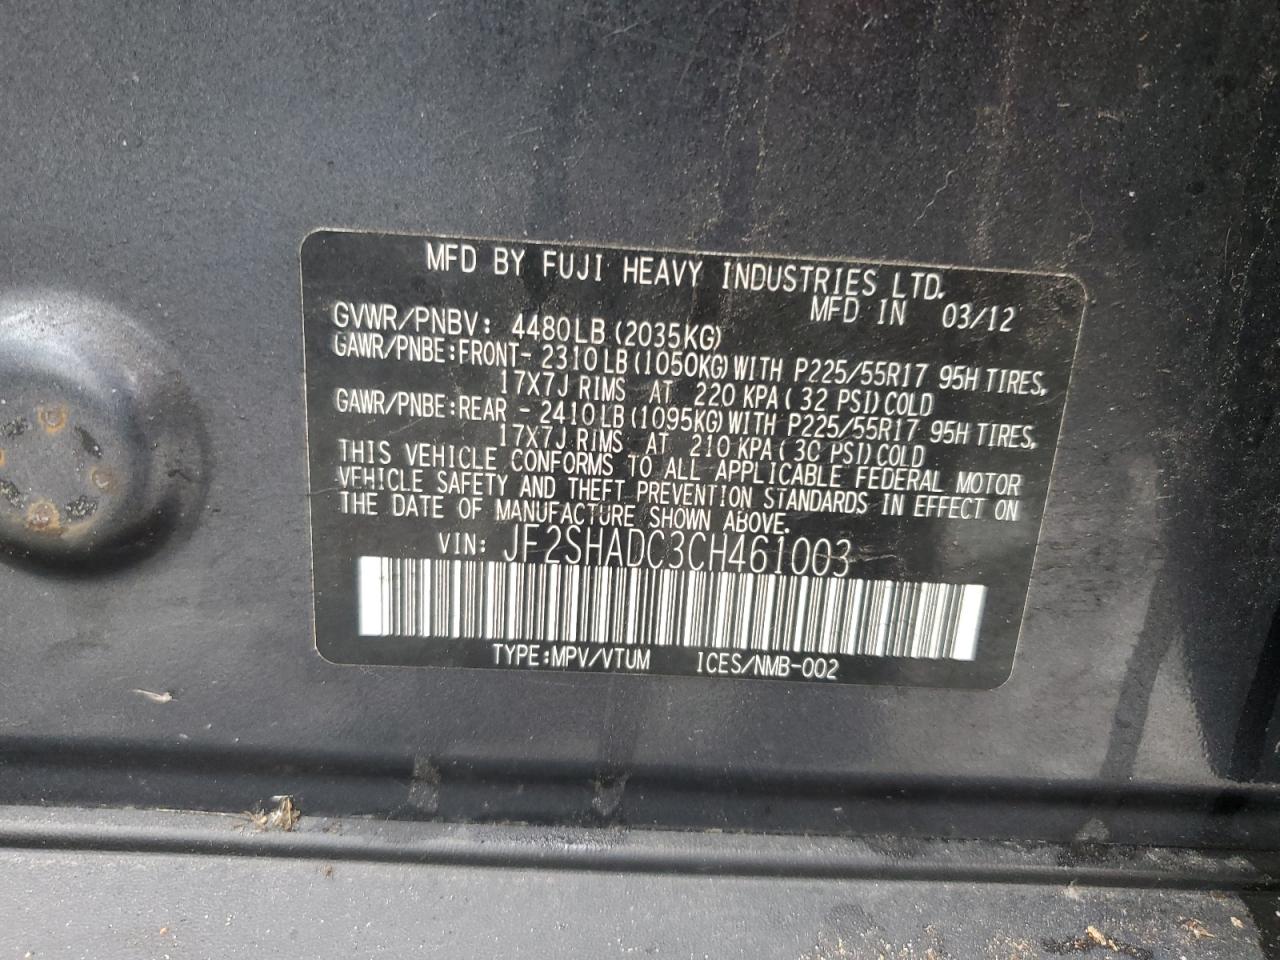 MFD BY FUJI HEAVY INDUSTRIES LTD.
MFD IN 03/12
GVWR/PNBV: 4480LB (2035KG)
GAWR/PNBE:FRONT- 2310LB (1050KG) WITH P225/55R17 95H TIRES,
17X7J RIMS AT 220 KPA ( 32 PSI) COLD
GAWR/PNBE:REAR - 2410LB (1095KG) WITH P225/55R17 95H TIRES,
17X7J RIMS AT 210 KPA ( 30 PSI) COLD
THIS VEHICLE CONFORMS TO ALL APPLICABLE FEDERAL MOTOR
VEHICLE SAFETY AND THEFT PREVENTION STANDARDS IN EFFECT ON
THE DATE OF MANUFACTURE SHOWN ABOVE.
VIN: JF2SHADC3CH461003
TYPE:MPV/VTUM ICES/NMB-002